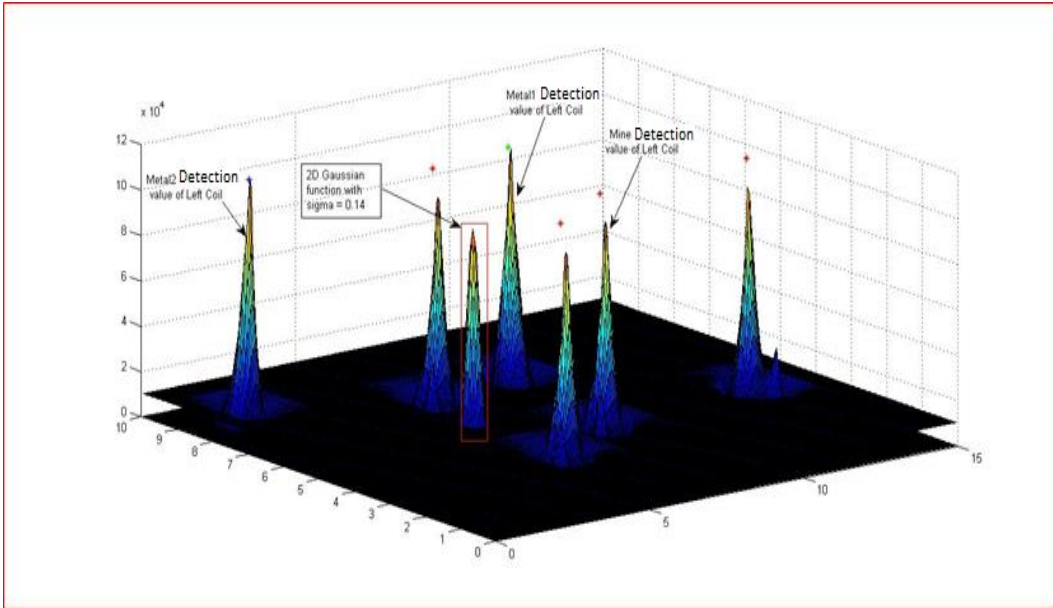 x 10⁴
12
10
8
6
4
2
0
Metal2 Detection
value of Left Coil
2D Gaussian
function with
sigma = 0.14
Metal1 Detection
value of Left Coil
Mine Detection
value of Left Coil
10
9
8
7
6
5
4
3
2
1
0
0
5
10
15